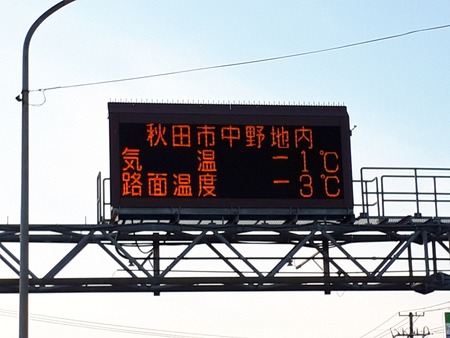 秋田市中野地内
気温 -1℃
路面温度 -3℃